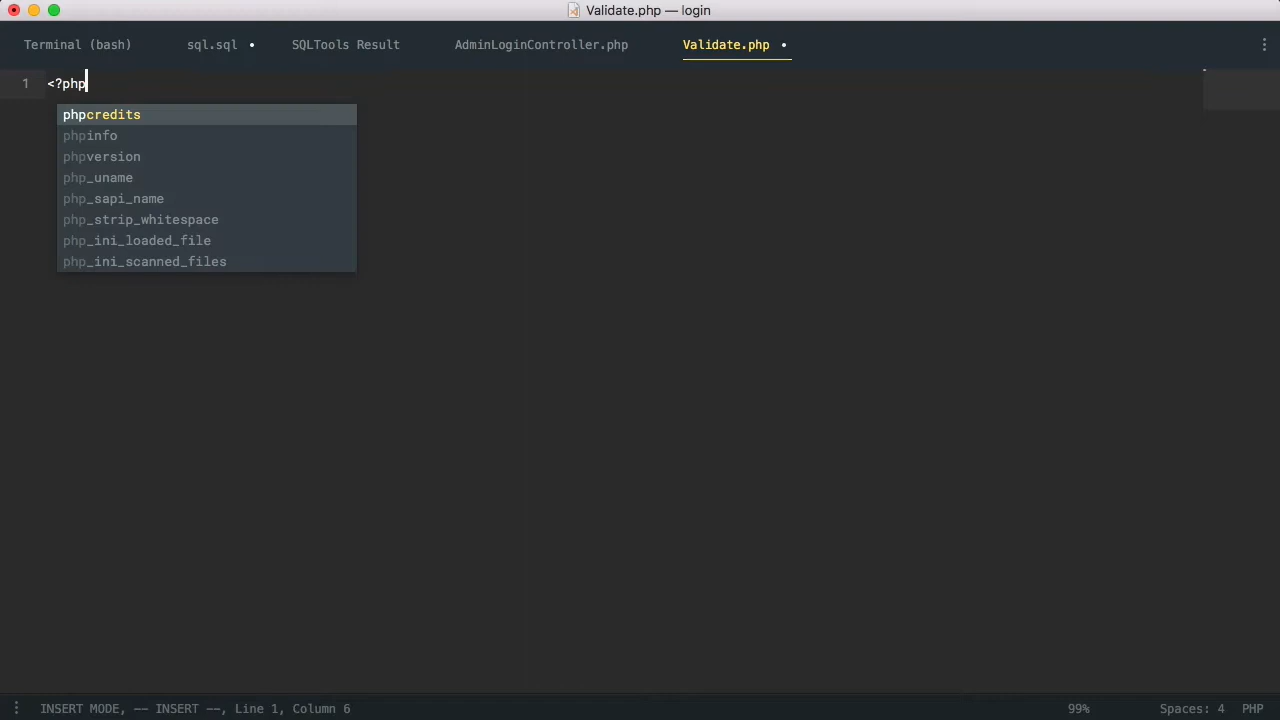 Validate.php — login
Terminal (bash) sql.sql • SQLTools Result AdminLoginController.php Validate.php •
1 <?php
phpcredits
phpinfo
phpversion
php_uname
php_sapi_name
php_strip_whitespace
php_ini_loaded_file
php_ini_scanned_files
INSERT MODE, -- INSERT --, Line 1, Column 6 99% Spaces: 4 PHP